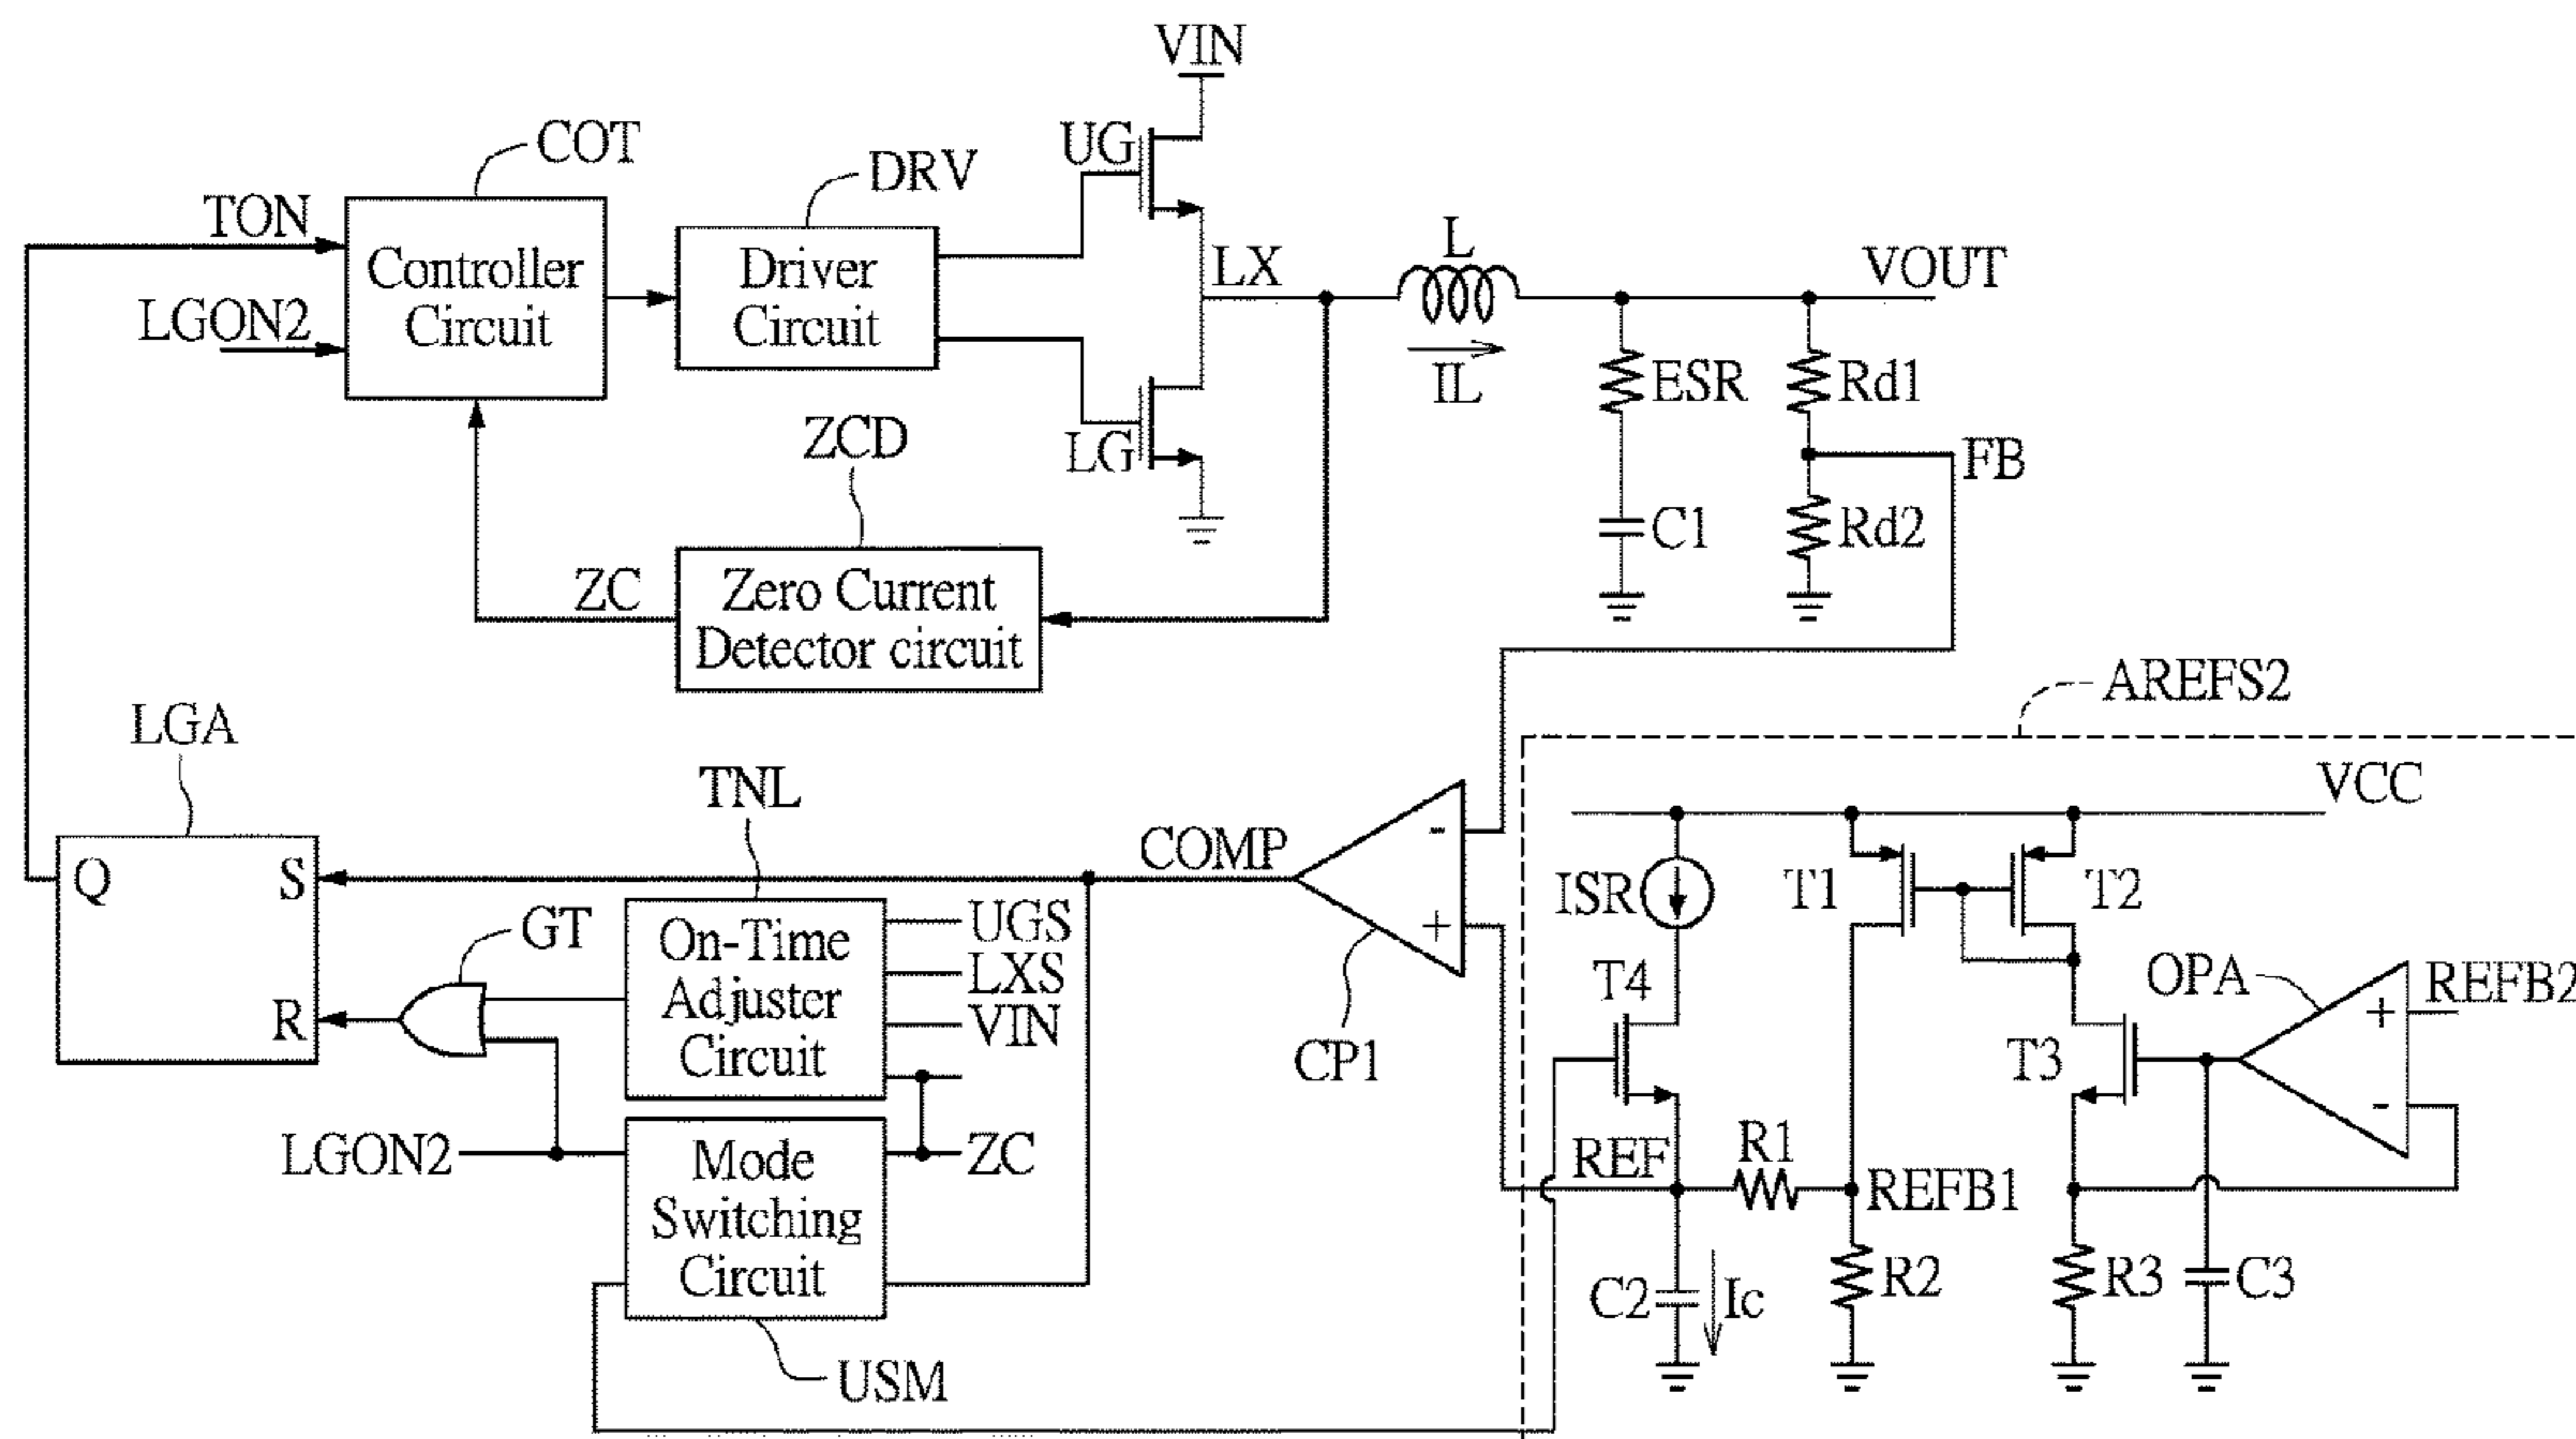 VIN
COT
UG
DRV
TON
Controller
Circuit
Driver
Circuit
LX
L
VOUT
LGON2
IL
ESR
Rd1
LG
ZCD
FB
C1
Rd2
ZC
Zero Current
Detector circuit
AREFS2
LGA
TNL
VCC
COMP
-
Q
S
ISR
T1
T2
GT
On-Time
Adjuster
Circuit
UGS
LXS
VIN
+
T4
OPA
+
REFB2
R
CP1
T3
-
LGON2
Mode
Switching
Circuit
ZC
REF
R1
REFB1
C2
Ic
R2
R3
C3
USM